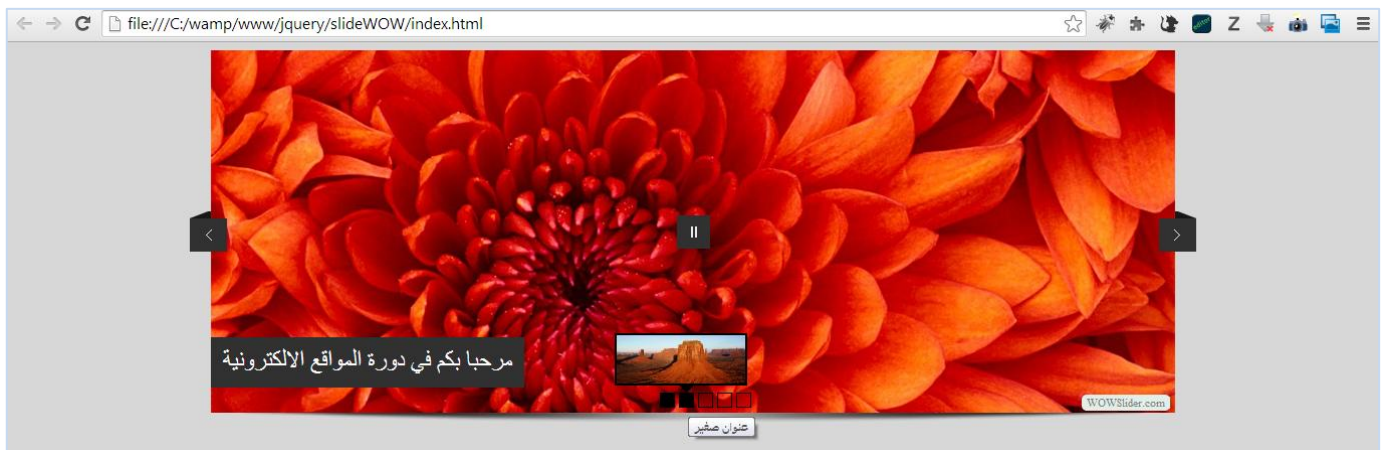 file:///C:/wamp/www/jquery/slideWOW/index.html
مرحبا بكم في دورة المواقع الالكترونية
WOWSlider.com
عنوان صغير